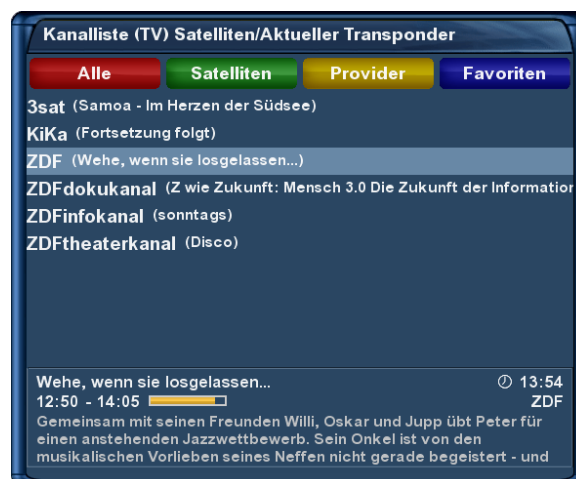 Kanalliste (TV) Satelliten/Aktueller Transponder
Alle Satelliten Provider Favoriten
3sat (Samoa - Im Herzen der Südsee)
KiKa (Fortsetzung folgt)
ZDF (Wehe, wenn sie losgelassen...)
ZDFdokukanal (Z wie Zukunft: Mensch 3.0 Die Zukunft der Information
ZDFinfokanal (sonntags)
ZDFtheaterkanal (Disco)
Wehe, wenn sie losgelassen... 13:54
12:50 - 14:05 ZDF
Gemeinsam mit seinen Freunden Willi, Oskar und Jupp übt Peter für
einen anstehenden Jazzwettbewerb. Sein Onkel ist von den
musikalischen Vorlieben seines Neffen nicht gerade begeistert - und